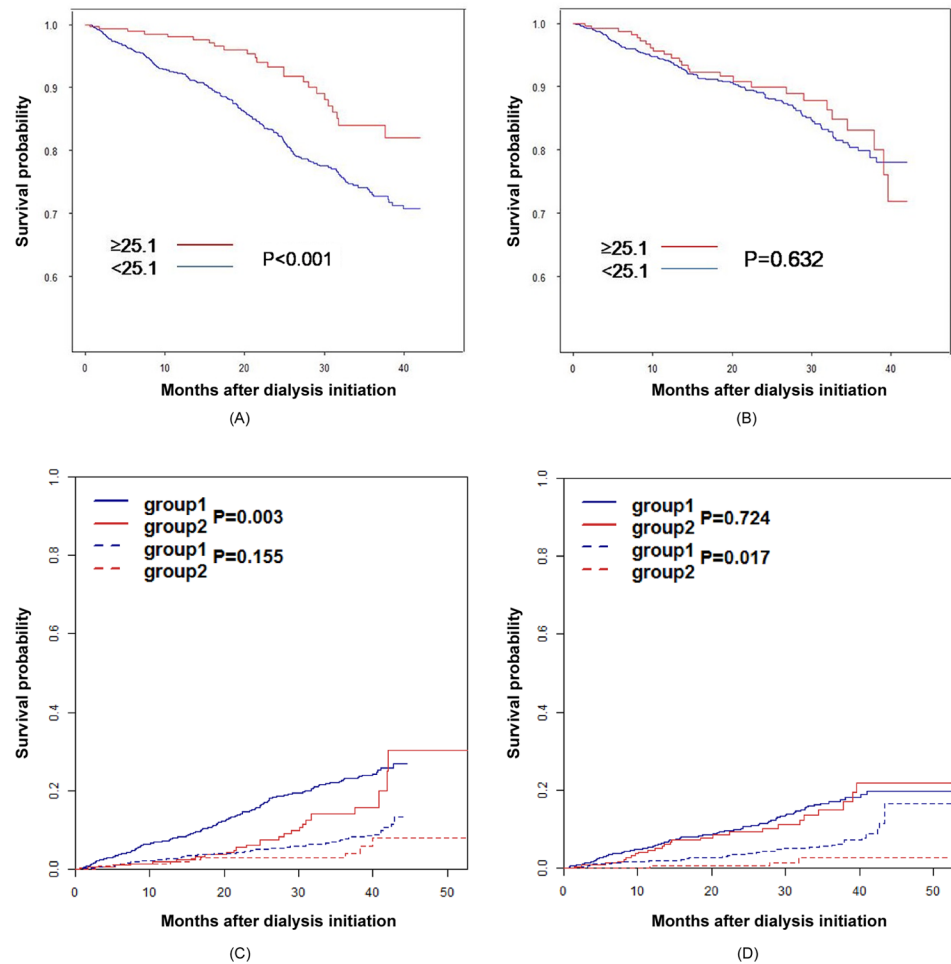 1.0
0.9
0.8
0.7
0.6
Survival probability
≥25.1
<25.1
P<0.001
0 10 20 30 40
Months after dialysis initiation
(A)
1.0
0.9
0.8
0.7
0.6
Survival probability
≥25.1
<25.1
P=0.632
0 10 20 30 40
Months after dialysis initiation
(B)
1.0
0.8
0.6
0.4
0.2
0.0
Survival probability
group1
group2 P=0.003
group1
group2 P=0.155
0 10 20 30 40 50
Months after dialysis initiation
(C)
1.0
0.8
0.6
0.4
0.2
0.0
Survival probability
group1
group2 P=0.724
group1
group2 P=0.017
0 10 20 30 40 50
Months after dialysis initiation
(D)